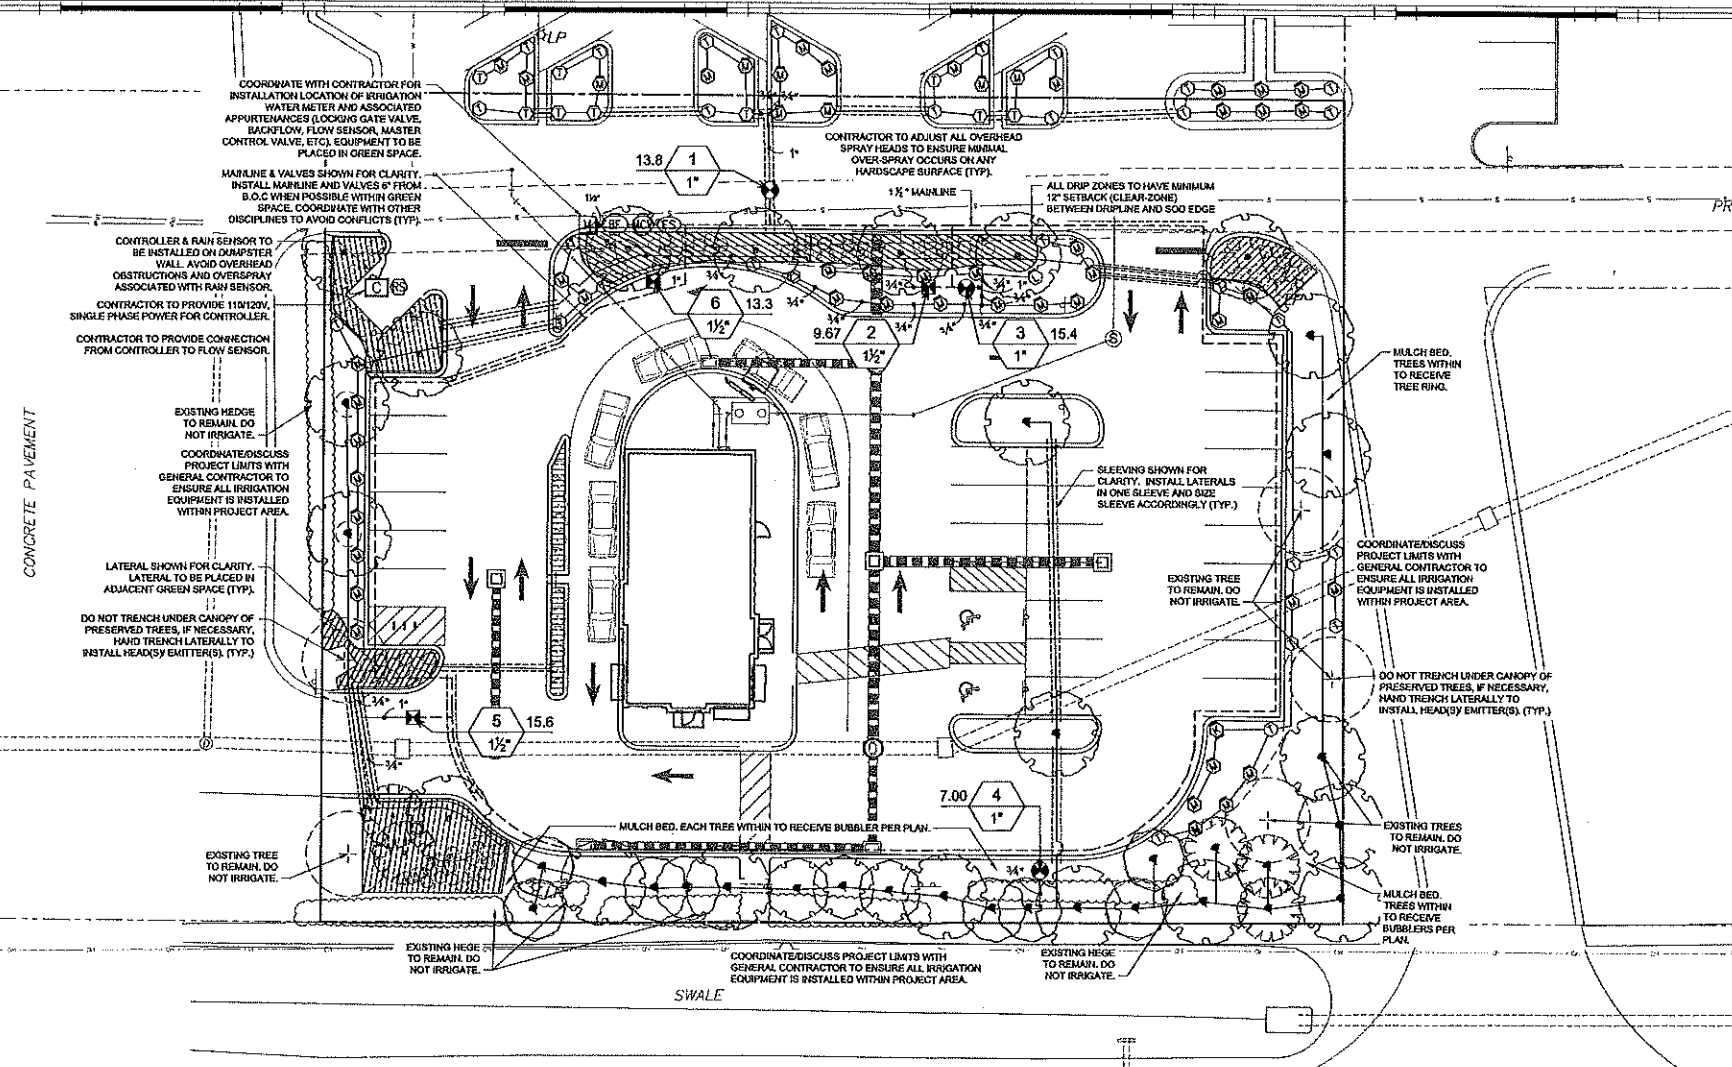 LP
COORDINATE WITH CONTRACTOR FOR
INSTALLATION LOCATION OF IRRIGATION
WATER METER AND ASSOCIATED
APPURTENANCES (LOCKING GATE VALVE,
BACKFLOW, FLOW SENSOR, MASTER
CONTROL VALVE, ETC). EQUIPMENT TO BE
PLACED IN GREEN SPACE.
MAINLINE & VALVES SHOWN FOR CLARITY.
INSTALL MAINLINE AND VALVES 6" FROM
B.O.C WHEN POSSIBLE WITHIN GREEN
SPACE. COORDINATE WITH OTHER
DISCIPLINES TO AVOID CONFLICTS (TYP).
CONTRACTOR TO ADJUST ALL OVERHEAD
SPRAY HEADS TO ENSURE MINIMAL
OVER-SPRAY OCCURS ON ANY
HARDSCAPE SURFACE (TYP).
13.8
1
1"
1"
1½" MAINLINE
ALL DRIP ZONES TO HAVE MINIMUM
12" SETBACK (CLEAR-ZONE)
BETWEEN DRIPLINE AND SOD EDGE
PR
1½"
BF
MCV
FS
CONTROLLER & RAIN SENSOR TO
BE INSTALLED ON DUMPSTER
WALL. AVOID OVERHEAD
OBSTRUCTIONS AND OVERSPRAY
ASSOCIATED WITH RAIN SENSOR.
C
RS
CONTRACTOR TO PROVIDE 110/120V,
SINGLE PHASE POWER FOR CONTROLLER.
CONTRACTOR TO PROVIDE CONNECTION
FROM CONTROLLER TO FLOW SENSOR.
6
13.3
1½"
9.67
2
1½"
3
15.4
1"
S
MULCH BED.
TREES WITHIN
TO RECEIVE
TREE RING.
CONCRETE PAVEMENT
EXISTING HEDGE
TO REMAIN. DO
NOT IRRIGATE.
COORDINATE/DISCUSS
PROJECT LIMITS WITH
GENERAL CONTRACTOR TO
ENSURE ALL IRRIGATION
EQUIPMENT IS INSTALLED
WITHIN PROJECT AREA.
SLEEVING SHOWN FOR
CLARITY. INSTALL LATERALS
IN ONE SLEEVE AND SIZE
SLEEVE ACCORDINGLY (TYP.)
COORDINATE/DISCUSS
PROJECT LIMITS WITH
GENERAL CONTRACTOR TO
ENSURE ALL IRRIGATION
EQUIPMENT IS INSTALLED
WITHIN PROJECT AREA.
LATERAL SHOWN FOR CLARITY.
LATERAL TO BE PLACED IN
ADJACENT GREEN SPACE (TYP).
EXISTING TREE
TO REMAIN. DO
NOT IRRIGATE.
DO NOT TRENCH UNDER CANOPY OF
PRESERVED TREES, IF NECESSARY,
HAND TRENCH LATERALLY TO
INSTALL HEAD(S)/ EMITTER(S). (TYP.)
DO NOT TRENCH UNDER CANOPY OF
PRESERVED TREES, IF NECESSARY,
HAND TRENCH LATERALLY TO
INSTALL HEAD(S)/ EMITTER(S). (TYP.)
¾"
1"
5
15.6
1½"
D
¾"
7.00
4
1"
MULCH BED. EACH TREE WITHIN TO RECEIVE BUBBLER PER PLAN.
¾"
EXISTING TREE
TO REMAIN. DO
NOT IRRIGATE.
EXISTING TREES
TO REMAIN. DO
NOT IRRIGATE.
MULCH BED.
TREES WITHIN
TO RECEIVE
BUBBLERS PER
PLAN.
EXISTING HEGE
TO REMAIN. DO
NOT IRRIGATE.
COORDINATE/DISCUSS PROJECT LIMITS WITH
GENERAL CONTRACTOR TO ENSURE ALL IRRIGATION
EQUIPMENT IS INSTALLED WITHIN PROJECT AREA.
EXISTING HEGE
TO REMAIN. DO
NOT IRRIGATE.
SWALE